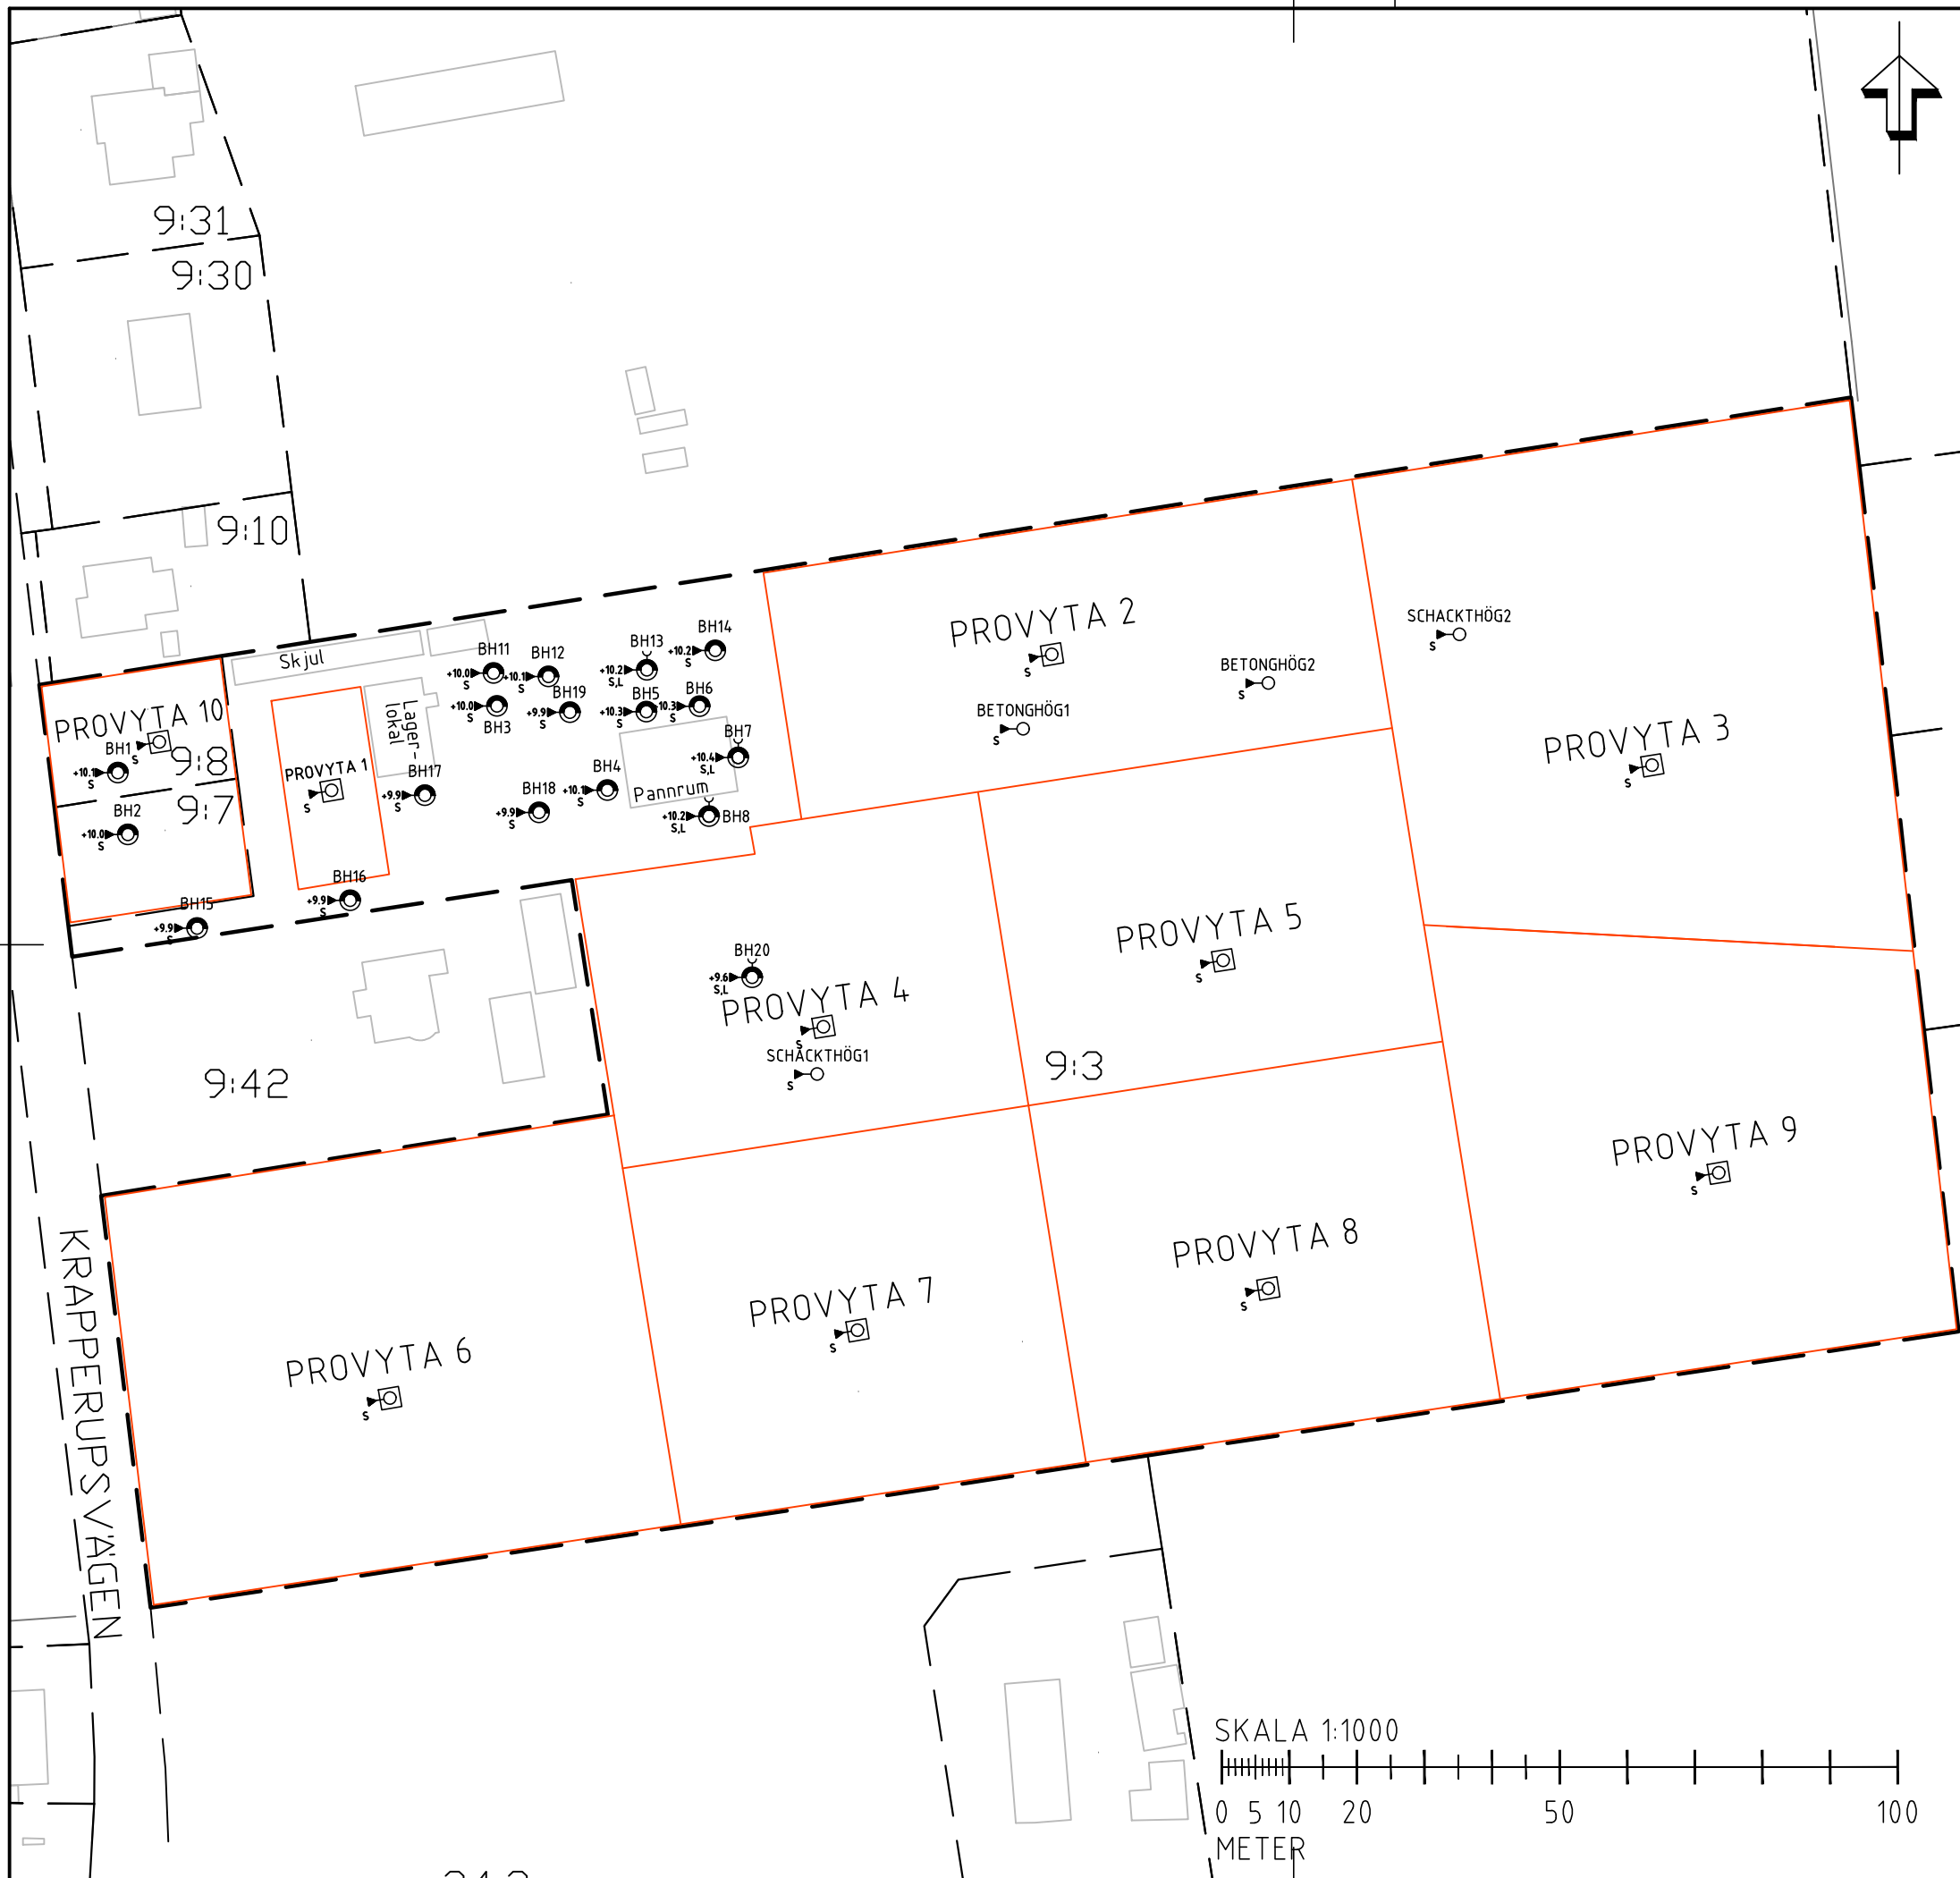 9:31
9:30
9:10
Skjul
BH11
+10.0
S
BH12
+10.1
S
BH13
+10.2
S,L
BH14
+10.2
S
PROVYTA 2
S
SCHACKTHÖG2
S
BETONGHÖG2
S
BETONGHÖG1
S
PROVYTA 3
S
PROVYTA 10
S
BH1
+10.1
S
9:8
BH2
+10.0
S
9:7
PROVYTA 1
S
Lager-
lokal
BH17
+9.9
S
+10.0
S
BH3
BH19
+9.9
S
BH5
+10.3
S
BH6
10.3
S
BH7
+10.4
S,L
BH18
+9.9
S
BH4
+10.1
S
Pannrum
BH8
+10.2
S,L
BH16
+9.9
S
BH15
+9.9
S
BH20
+9.6
S,L
PROVYTA 4
S
SCHACKTHÖG1
S
PROVYTA 5
S
9:3
9:42
PROVYTA 9
S
PROVYTA 8
S
PROVYTA 7
S
PROVYTA 6
S
KRAPPERUPSVÄGEN
SKALA 1:1000
0 5 10 20 50 100
METER